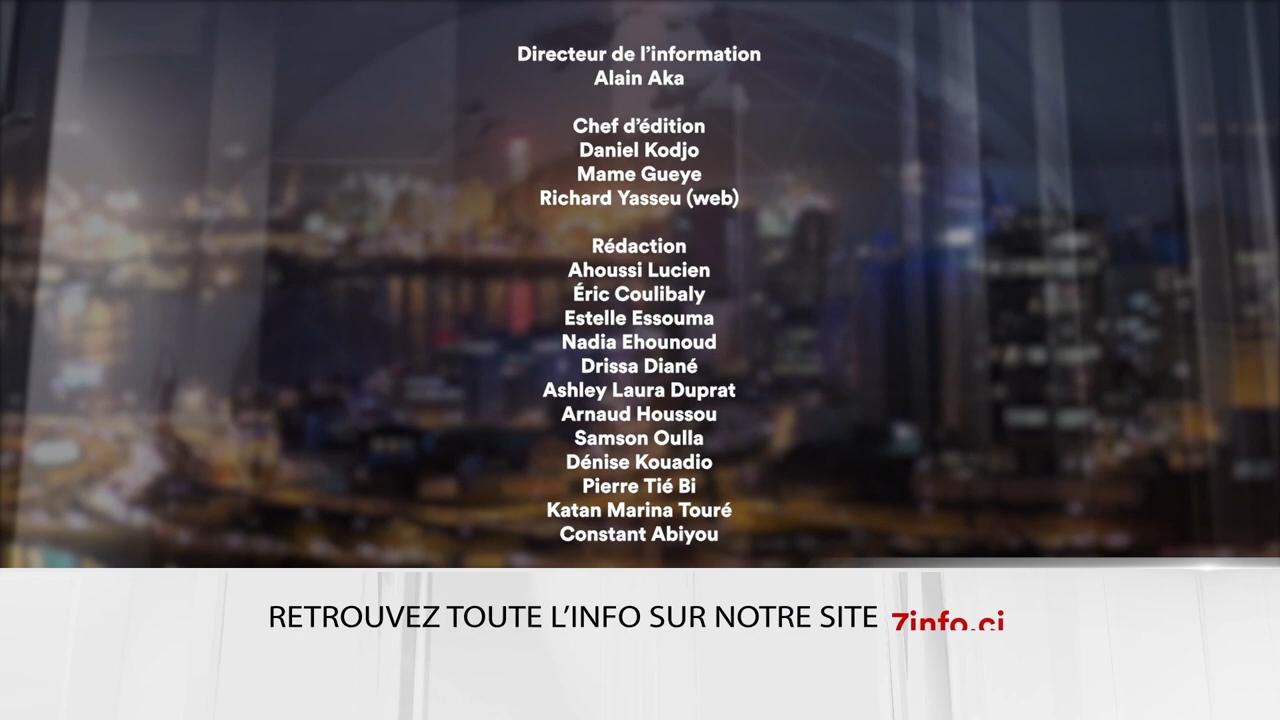 Directeur de l’information
Alain Aka
Chef d’édition
Daniel Kodjo
Mame Gueye
Richard Yasseu (web)
Rédaction
Ahoussi Lucien
Éric Coulibaly
Estelle Essouma
Nadia Ehounoud
Drissa Diané
Ashley Laura Duprat
Arnaud Houssou
Samson Oulla
Dénise Kouadio
Pierre Tié Bi
Katan Marina Touré
Constant Abiyou
RETROUVEZ TOUTE L’INFO SUR NOTRE SITE 7info.ci